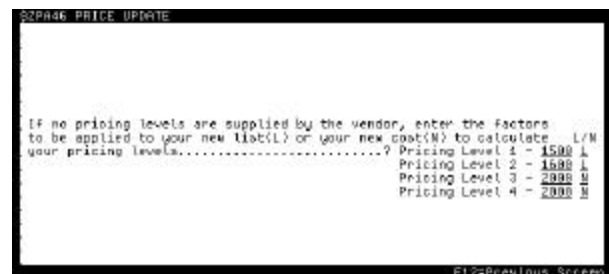 9ZPA46 PRICE UPDATE
If no pricing levels are supplied by the vendor, enter the factors
to be applied to your new list(L) or your new cost(N) to calculate L/N
your pricing levels..........................? Pricing Level 1 - 1500 L
Pricing Level 2 - 1600 L
Pricing Level 3 - 2000 N
Pricing Level 4 - 2000 N
F12=Previous Screen